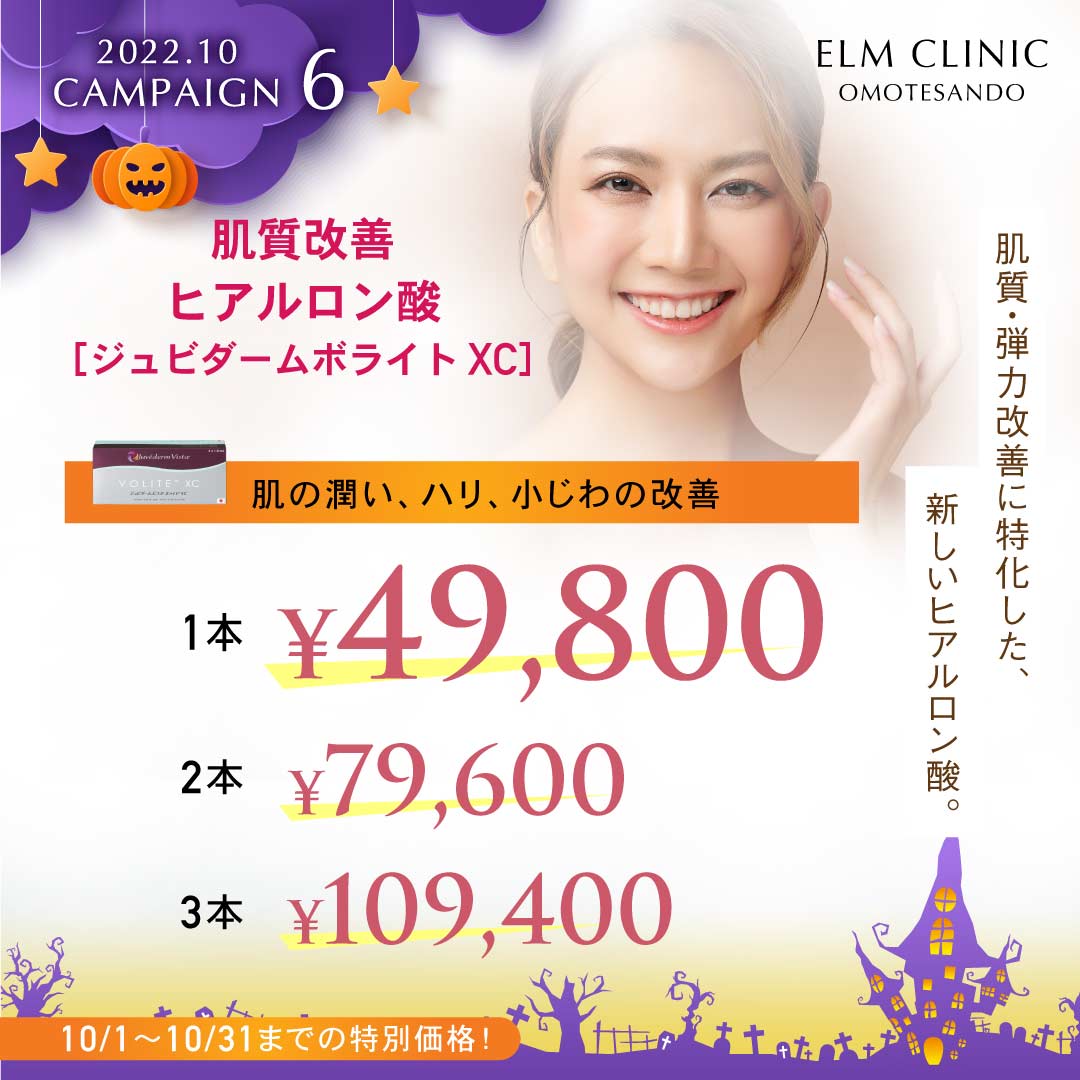 2022.10
CAMPAIGN 6
ELM CLINIC
OMOTESANDO
肌質改善
ヒアルロン酸
[ジュビダームボライト XC]
肌質・弾力改善に特化した、
新しいヒアルロン酸。
JuvédermVista
VOLITE™ XC
肌の潤い、ハリ、小じわの改善
1本 ¥49,800
2本 ¥79,600
3本 ¥109,400
10/1～10/31までの特別価格!